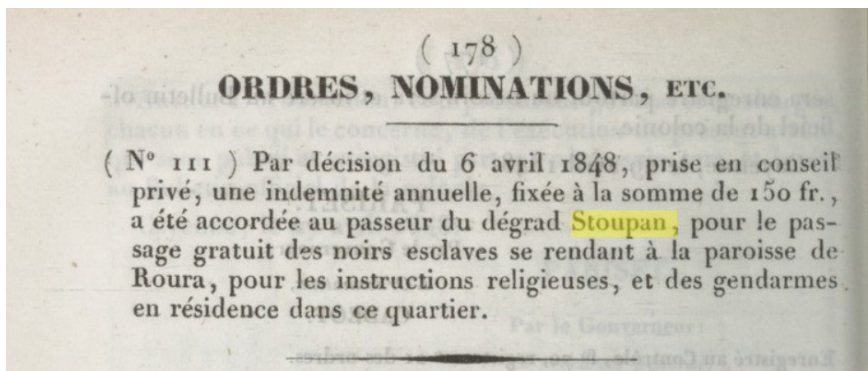 ( 178 )
ORDRES, NOMINATIONS, ETC.
( N° 111 ) Par décision du 6 avril 1848, prise en conseil
privé, une indemnité annuelle, fixée à la somme de 150 fr.,
a été accordée au passeur du dégrad Stoupan, pour le pas-
sage gratuit des noirs esclaves se rendant à la paroisse de
Roura, pour les instructions religieuses, et des gendarmes
en résidence dans ce quartier.